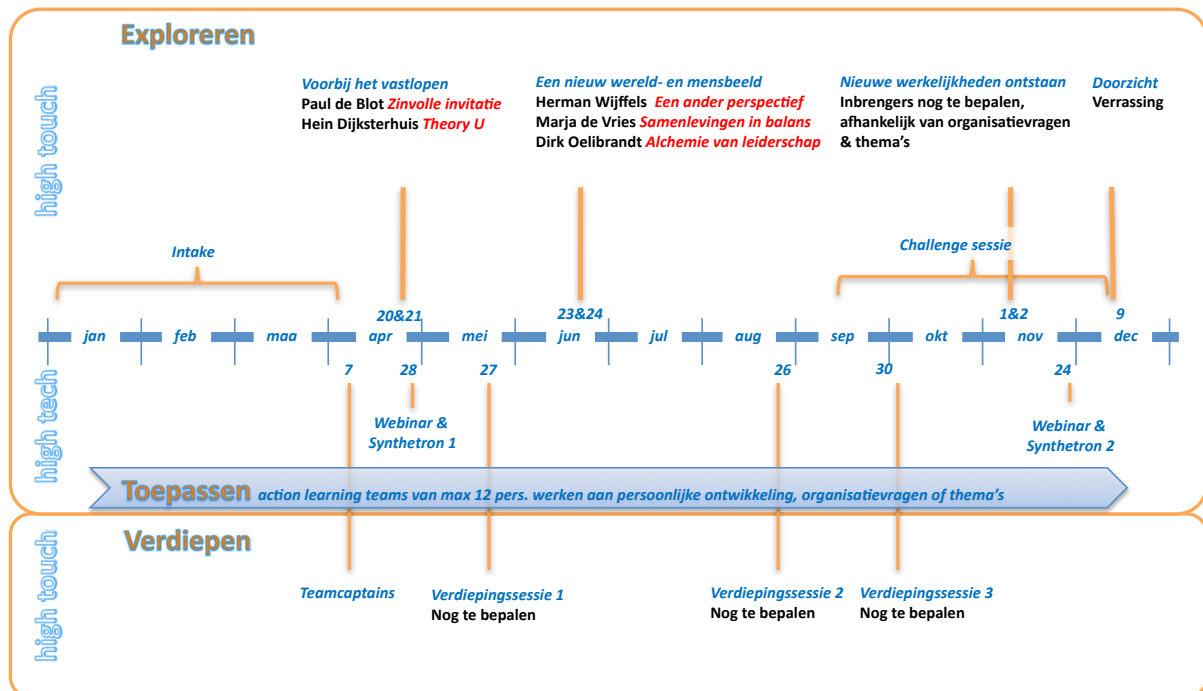 Exploreren
high touch
Voorbij het vastlopen
Paul de Blot Zinvolle invitatie
Hein Dijksterhuis Theory U
Een nieuw wereld- en mensbeeld
Herman Wijffels Een ander perspectief
Marja de Vries Samenlevingen in balans
Dirk Oelibrandt Alchemie van leiderschap
Nieuwe werkelijkheden ontstaan
Inbrengers nog te bepalen,
afhankelijk van organisatievragen
& thema's
Doorzicht
Verrassing
Intake
Challenge sessie
20&21
23&24
1&2
9
jan feb maa apr mei jun jul aug sep okt nov dec
7
28
27
26
30
24
high tech
Webinar &
Synthetron 1
Webinar &
Synthetron 2
Toepassen action learning teams van max 12 pers. werken aan persoonlijke ontwikkeling, organisatievragen of thema's
Verdiepen
high touch
Teamcaptains
Verdiepingssessie 1
Nog te bepalen
Verdiepingssessie 2
Nog te bepalen
Verdiepingssessie 3
Nog te bepalen